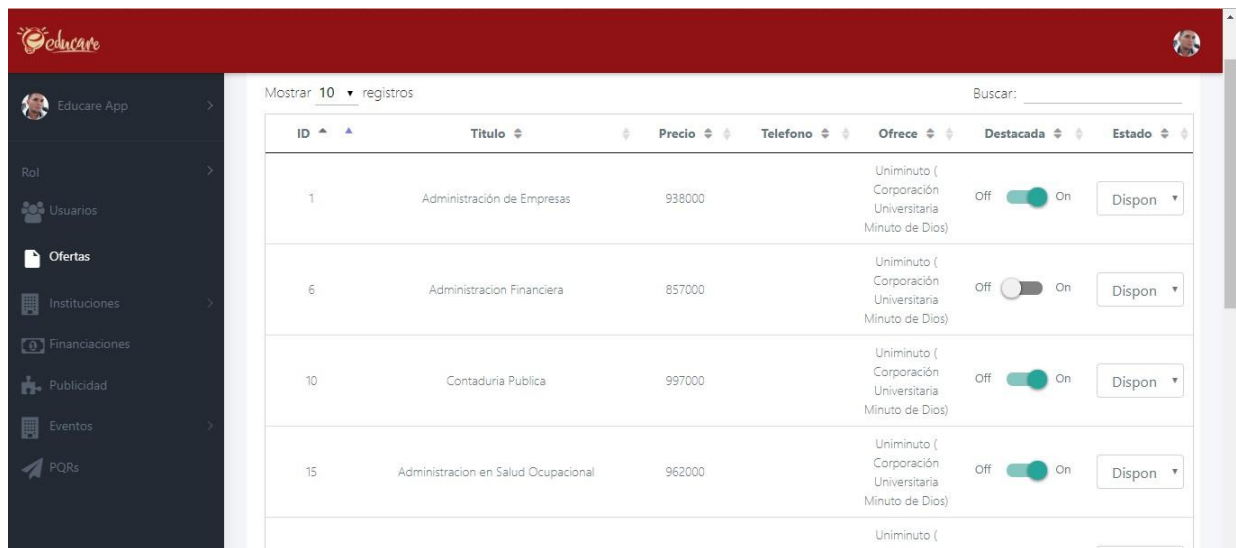 educare
Educare App
Rol
Usuarios
Ofertas
Instituciones
Financiaciones
Publicidad
Eventos
PQRs
Mostrar 10 registros
Buscar:
ID Titulo Precio Telefono Ofrece Destacada Estado
1 Administración de Empresas 938000 Uniminuto (
Corporación
Universitaria
Minuto de Dios) Off On Dispon
6 Administracion Financiera 857000 Uniminuto (
Corporación
Universitaria
Minuto de Dios) Off On Dispon
10 Contaduria Publica 997000 Uniminuto (
Corporación
Universitaria
Minuto de Dios) Off On Dispon
15 Administracion en Salud Ocupacional 962000 Uniminuto (
Corporación
Universitaria
Minuto de Dios) Off On Dispon
Uniminuto (